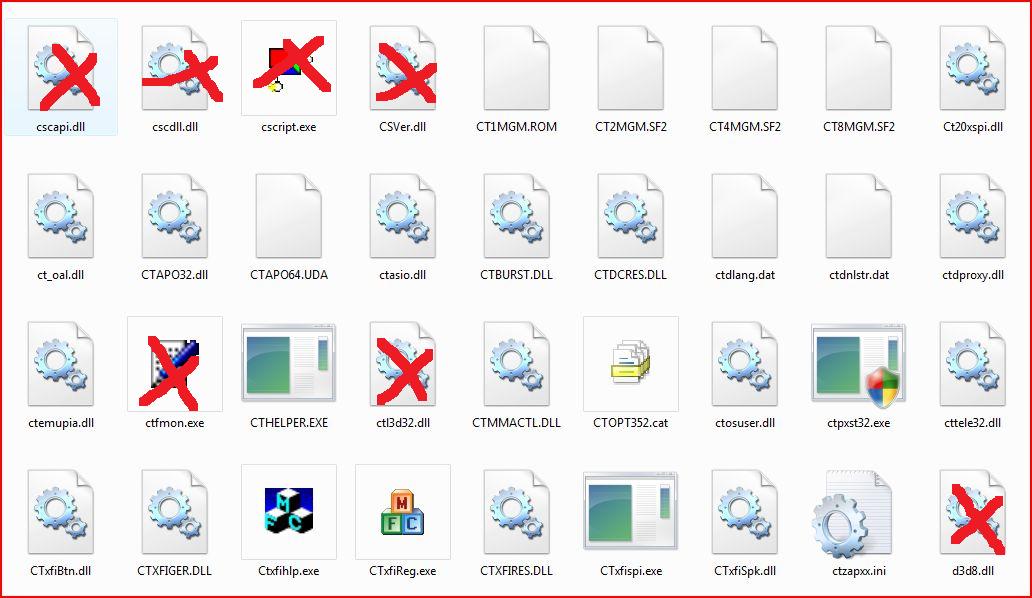 cscapi.dll cscdll.dll cscript.exe CSVer.dll CT1MGM.ROM CT2MGM.SF2 CT4MGM.SF2 CT8MGM.SF2 Ct20xspi.dll
ct_oal.dll CTAPO32.dll CTAPO64.UDA ctasio.dll CTBURST.DLL CTDCRES.DLL ctdlang.dat ctdnlstr.dat ctdproxy.dll
ctemupia.dll ctfmon.exe CTHELPER.EXE ctl3d32.dll CTMMACTL.DLL CTOPT352.cat ctosuser.dll ctpxst32.exe cttele32.dll
M
F C
M
F C
CTxfiBtn.dll CTXFIGER.DLL Ctxfihlp.exe CTxfiReg.exe CTXFIRES.DLL CTxfispi.exe CTxfiSpk.dll ctzapxx.ini d3d8.dll